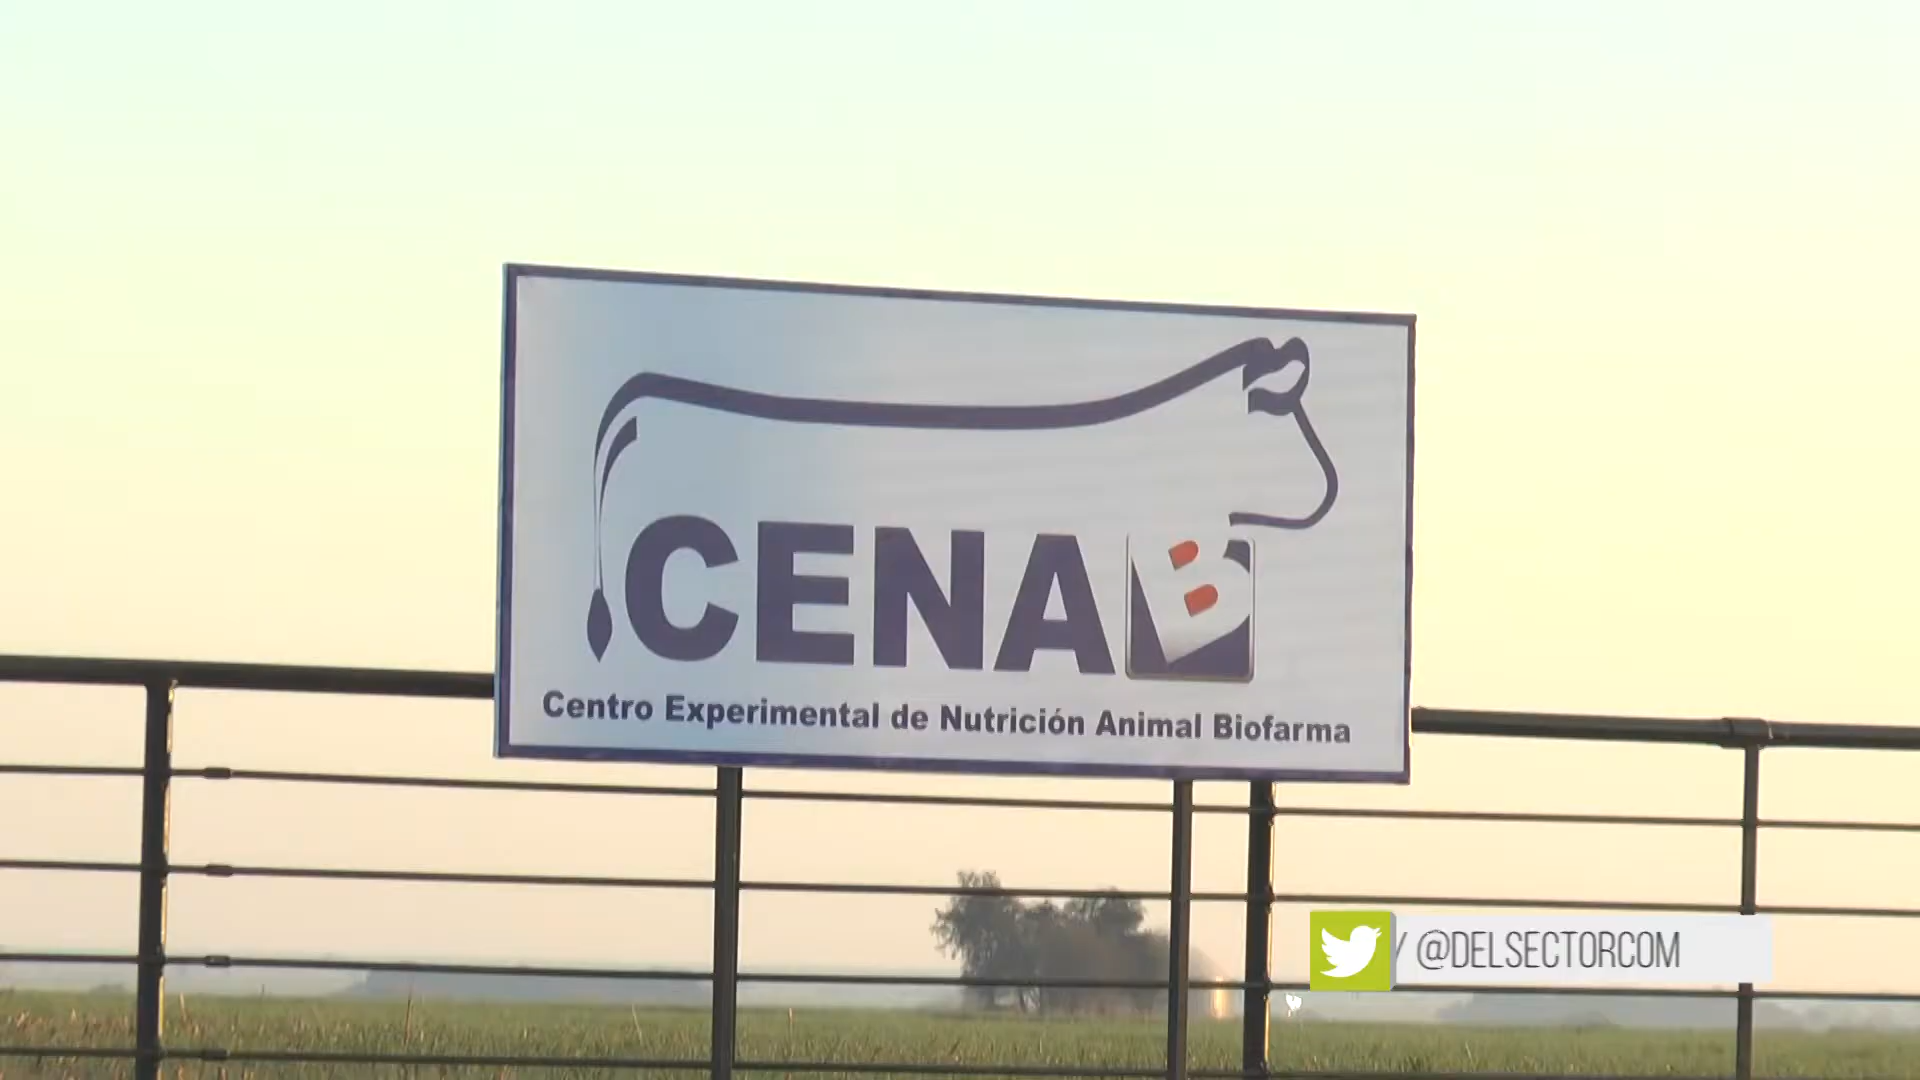 CENAB
Centro Experimental de Nutrición Animal Biofarma
/ @DELSECTORCOM